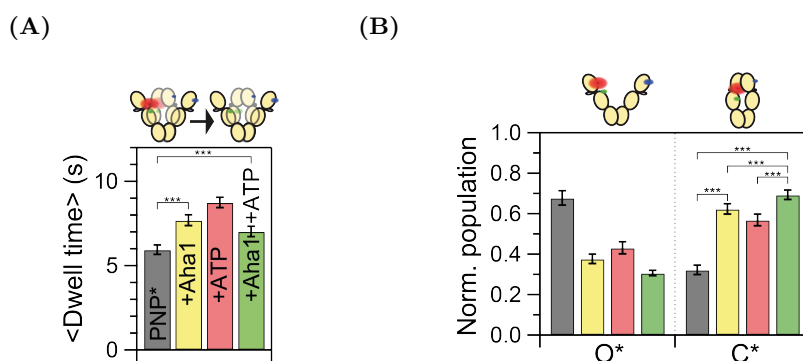 (A)
(B)
<Dwell time> (s)
10
5
0
***
***
PNP*
+Aha1
+ATP
+Aha1+ATP
Norm. population
1.0
0.8
0.6
0.4
0.2
0.0
***
***
***
***
O*
C*